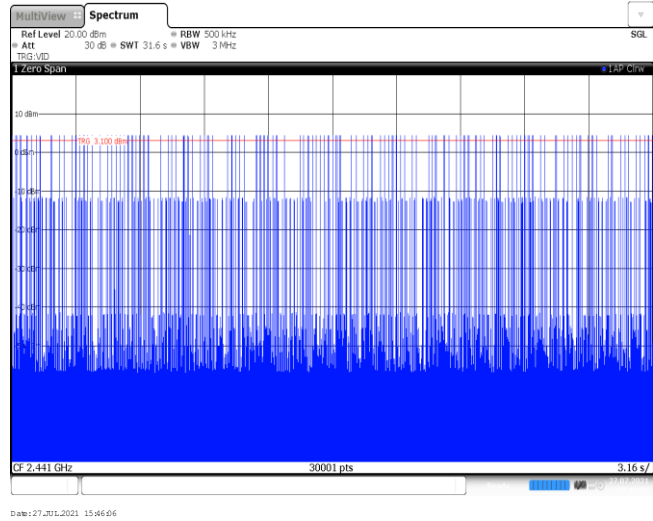 MultiView Spectrum
Ref Level 20.00 dBm RBW 500 kHz SGL
Att 30 dB SWT 31.6 s VBW 3 MHz
TRG:VID
1 Zero Span 1AP Clrw
10 dBm
TRG 3.100 dBm
0 dBm
-10 dBm
-20 dBm
-30 dBm
-40 dBm
CF 2.441 GHz 30001 pts 3.16 s/
Date: 27.JUL.2021 15:46:06